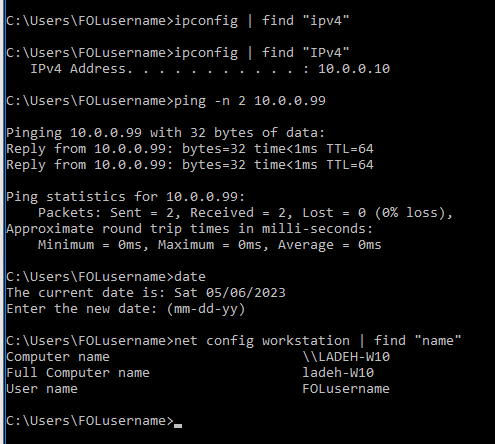 C:\Users\FOLusername>ipconfig | find "ipv4"
C:\Users\FOLusername>ipconfig | find "IPv4"
   IPv4 Address. . . . . . . . . . . : 10.0.0.10
C:\Users\FOLusername>ping -n 2 10.0.0.99
Pinging 10.0.0.99 with 32 bytes of data:
Reply from 10.0.0.99: bytes=32 time<1ms TTL=64
Reply from 10.0.0.99: bytes=32 time<1ms TTL=64
Ping statistics for 10.0.0.99:
    Packets: Sent = 2, Received = 2, Lost = 0 (0% loss),
Approximate round trip times in milli-seconds:
    Minimum = 0ms, Maximum = 0ms, Average = 0ms
C:\Users\FOLusername>date
The current date is: Sat 05/06/2023
Enter the new date: (mm-dd-yy)
C:\Users\FOLusername>net config workstation | find "name"
Computer name                        \\LADEH-W10
Full Computer name                   ladeh-W10
User name                            FOLusername
C:\Users\FOLusername>